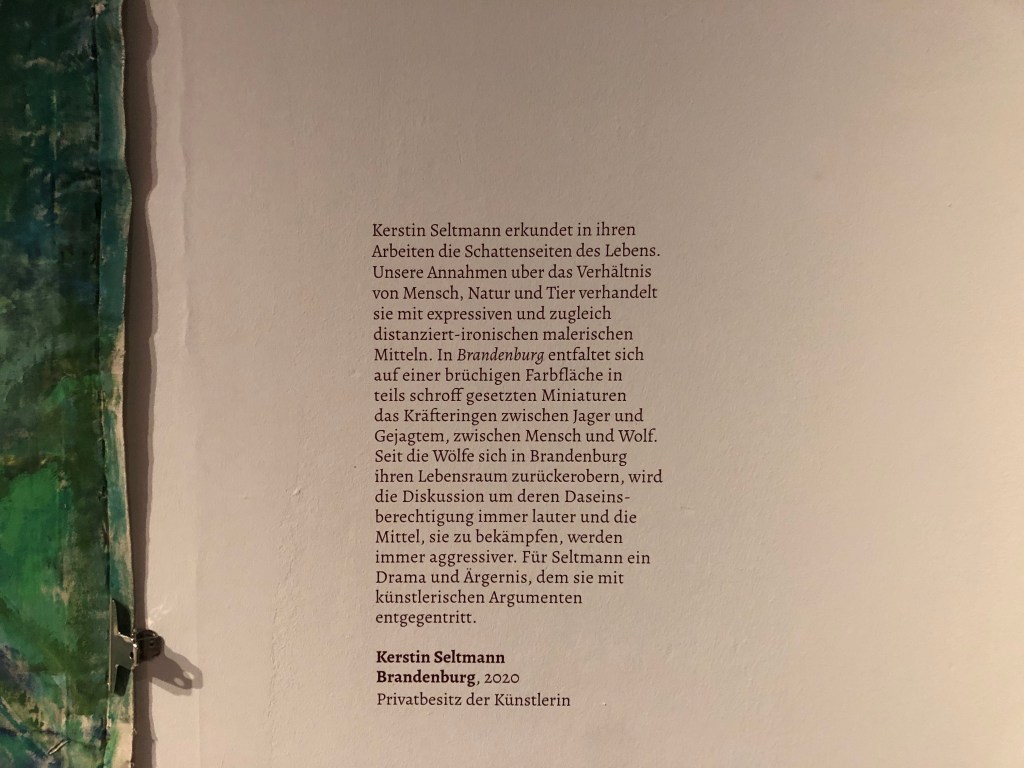 Kerstin Seltmann erkundet in ihren
Arbeiten die Schattenseiten des Lebens.
Unsere Annahmen uber das Verhältnis
von Mensch, Natur und Tier verhandelt
sie mit expressiven und zugleich
distanziert-ironischen malerischen
Mitteln. In Brandenburg entfaltet sich
auf einer brüchigen Farbfläche in
teils schroff gesetzten Miniaturen
das Kräfteringen zwischen Jager und
Gejagtem, zwischen Mensch und Wolf.
Seit die Wölfe sich in Brandenburg
ihren Lebensraum zurückerobern, wird
die Diskussion um deren Daseins-
berechtigung immer lauter und die
Mittel, sie zu bekämpfen, werden
immer aggressiver. Für Seltmann ein
Drama und Ärgernis, dem sie mit
künstlerischen Argumenten
entgegentritt.
Kerstin Seltmann
Brandenburg, 2020
Privatbesitz der Künstlerin